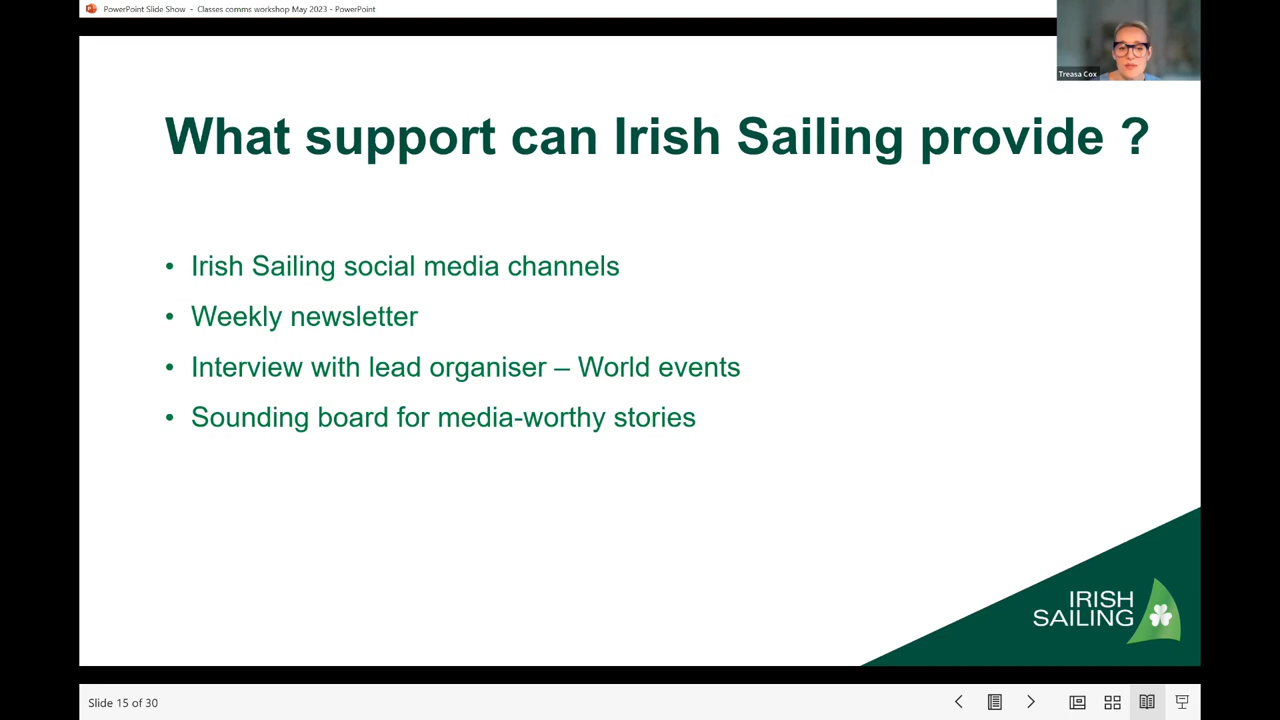 PowerPoint Slide Show - Classes comms workshop May 2023 - PowerPoint
Treasa Cox
What support can Irish Sailing provide ?
• Irish Sailing social media channels
• Weekly newsletter
• Interview with lead organiser – World events
• Sounding board for media-worthy stories
IRISH
SAILING
Slide 15 of 30